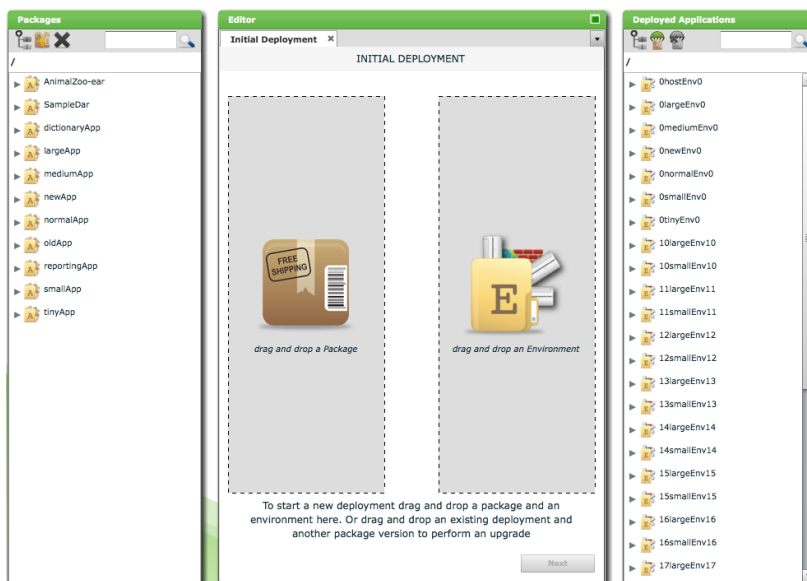 Packages
/
AnimalZoo-ear
SampleDar
dictionaryApp
largeApp
mediumApp
newApp
normalApp
oldApp
reportingApp
smallApp
tinyApp
Editor
Initial Deployment
INITIAL DEPLOYMENT
FREE
SHIPPING
drag and drop a Package
E
drag and drop an Environment
To start a new deployment drag and drop a package and an
environment here. Or drag and drop an existing deployment and
another package version to perform an upgrade
Next
Deployed Applications
/
0hostEnv0
0largeEnv0
0mediumEnv0
0newEnv0
0normalEnv0
0smallEnv0
0tinyEnv0
10largeEnv10
10smallEnv10
11largeEnv11
11smallEnv11
12largeEnv12
12smallEnv12
13largeEnv13
13smallEnv13
14largeEnv14
14smallEnv14
15largeEnv15
15smallEnv15
16largeEnv16
16smallEnv16
17largeEnv17